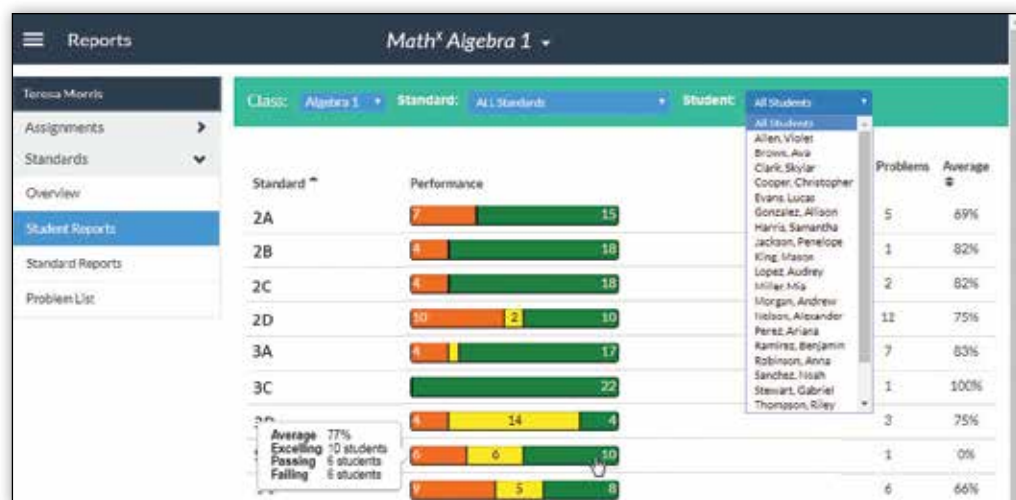 Reports
Math^x Algebra 1
Teresa Morris
Assignments
Standards
Overview
Student Reports
Standard Reports
Problem List
Class: Algebra 1 Standard: ALL Standards Student: All Students
All Students
Allen, Violet
Brown, Ava
Clark, Skylar
Cooper, Christopher
Evans, Lucas
Gonzalez, Allison
Harris, Samantha
Jackson, Penelope
King, Mason
Lopez, Audrey
Miller, Mia
Morgan, Andrew
Nelson, Alexander
Perez, Ariana
Ramirez, Benjamin
Robinson, Anna
Sanchez, Noah
Stewart, Gabriel
Thompson, Riley
Standard Performance Problems Average
2A 7 15 5 69%
2B 4 18 1 82%
2C 4 18 2 82%
2D 10 2 10 12 75%
3A 4 17 7 83%
3C 22 1 100%
4 14 4 3 75%
6 6 10 1 0%
9 5 8 6 66%
Average 77%
Excelling 10 students
Passing 6 students
Failing 6 students